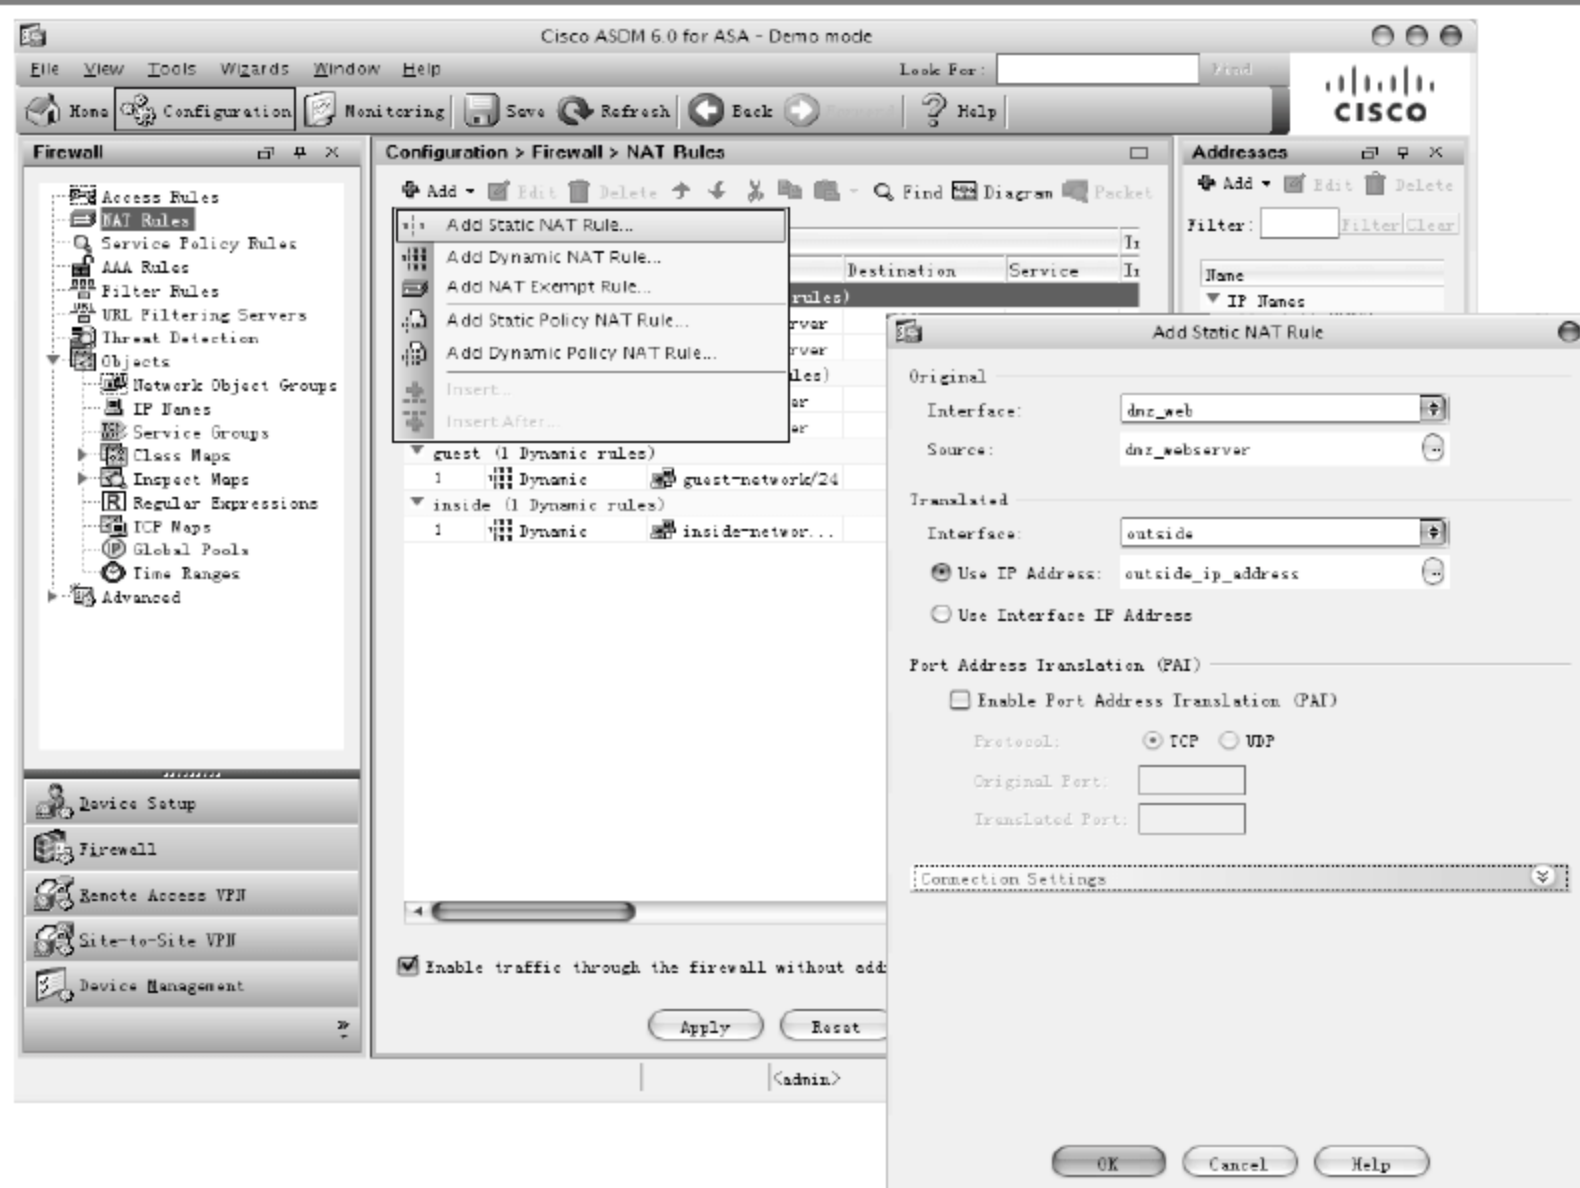 Cisco ASDM 6.0 for ASA - Demo mode
File View Tools Wizards Window Help
Look For: Find
Home Configuration Monitoring Save Refresh Back Forward Help
CISCO
Firewall
Access Rules
NAT Rules
Service Policy Rules
AAA Rules
Filter Rules
URL Filtering Servers
Threat Detection
Objects
Network Object Groups
IP Names
Service Groups
Class Maps
Inspect Maps
Regular Expressions
TCP Maps
Global Pools
Time Ranges
Advanced
Device Setup
Firewall
Remote Access VPN
Site-to-Site VPN
Device Management
Configuration > Firewall > NAT Rules
Add Edit Delete Find Diagram Packet
Add Static NAT Rule...
Add Dynamic NAT Rule...
Add NAT Exempt Rule...
Add Static Policy NAT Rule...
Add Dynamic Policy NAT Rule...
Insert...
Insert After...
Destination Service
rules)
rver
rver
les)
er
er
guest (1 Dynamic rules)
1 Dynamic guest-network/24
inside (1 Dynamic rules)
1 Dynamic inside-networ...
Enable traffic through the firewall without add
Apply Reset
<admin>
Addresses
Add Edit Delete
Filter: Filter Clear
Name
IP Names
Add Static NAT Rule
Original
Interface: dmz_web
Source: dmz_webserver
Translated
Interface: outside
Use IP Address: outside_ip_address
Use Interface IP Address
Port Address Translation (PAT)
Enable Port Address Translation (PAT)
Protocol: TCP UDP
Original Port:
Translated Port:
Connection Settings
OK Cancel Help